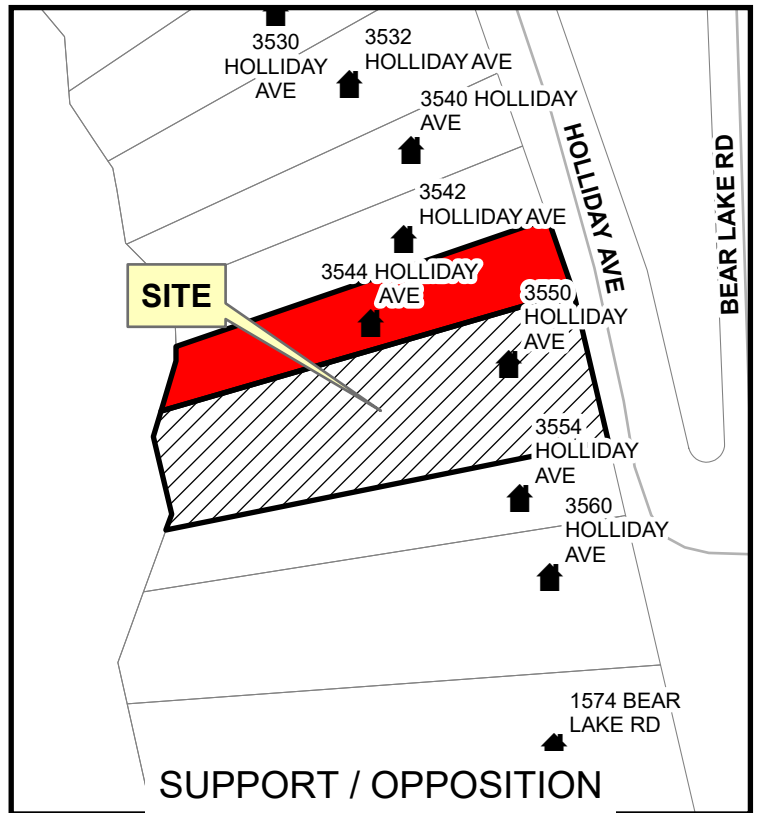 3530
HOLLIDAY
AVE
3532
HOLLIDAY AVE
3540 HOLLIDAY
AVE
HOLLIDAY AVE
BEAR LAKE RD
3542
HOLLIDAY AVE
SITE
3544 HOLLIDAY
AVE
3550
HOLLIDAY
AVE
3554
HOLLIDAY
AVE
3560
HOLLIDAY
AVE
1574 BEAR
LAKE RD
SUPPORT / OPPOSITION